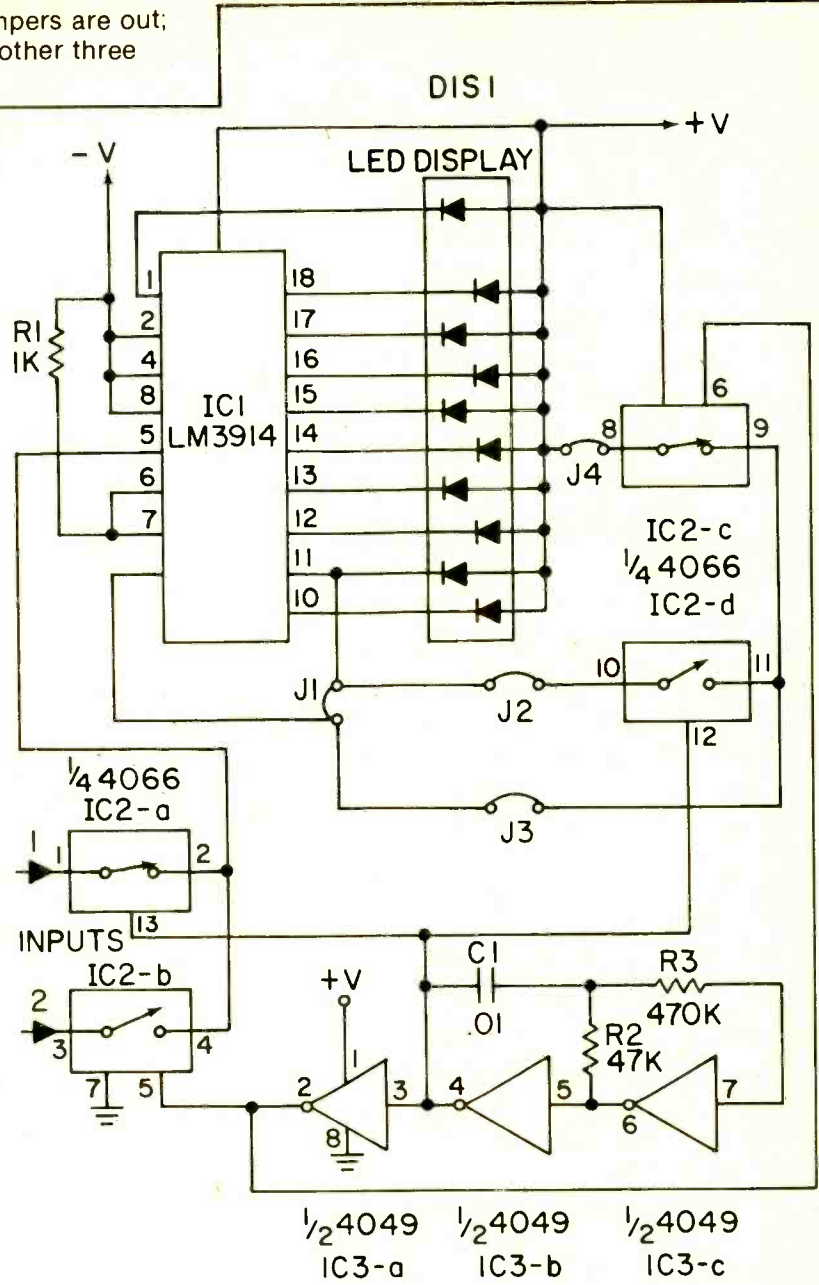 npers are out;
other three
DIS1
+V
-V
LED DISPLAY
1
18
R1
1K
2
17
4
16
6
8
IC1
15
LM3914
5
14
8
9
J4
6
13
7
12
IC2-c
11
1/4 4066
10
IC2-d
J1
10
11
J2
12
1/4 4066
IC2-a
J3
1
1
2
13
INPUTS
C1
R3
IC2-b
+V
2
.01
470K
R2
3
4
47K
1
7
5
2
3
4
5
7
8
6
1/2 4049
1/2 4049
1/2 4049
IC3-a
IC3-b
IC3-c